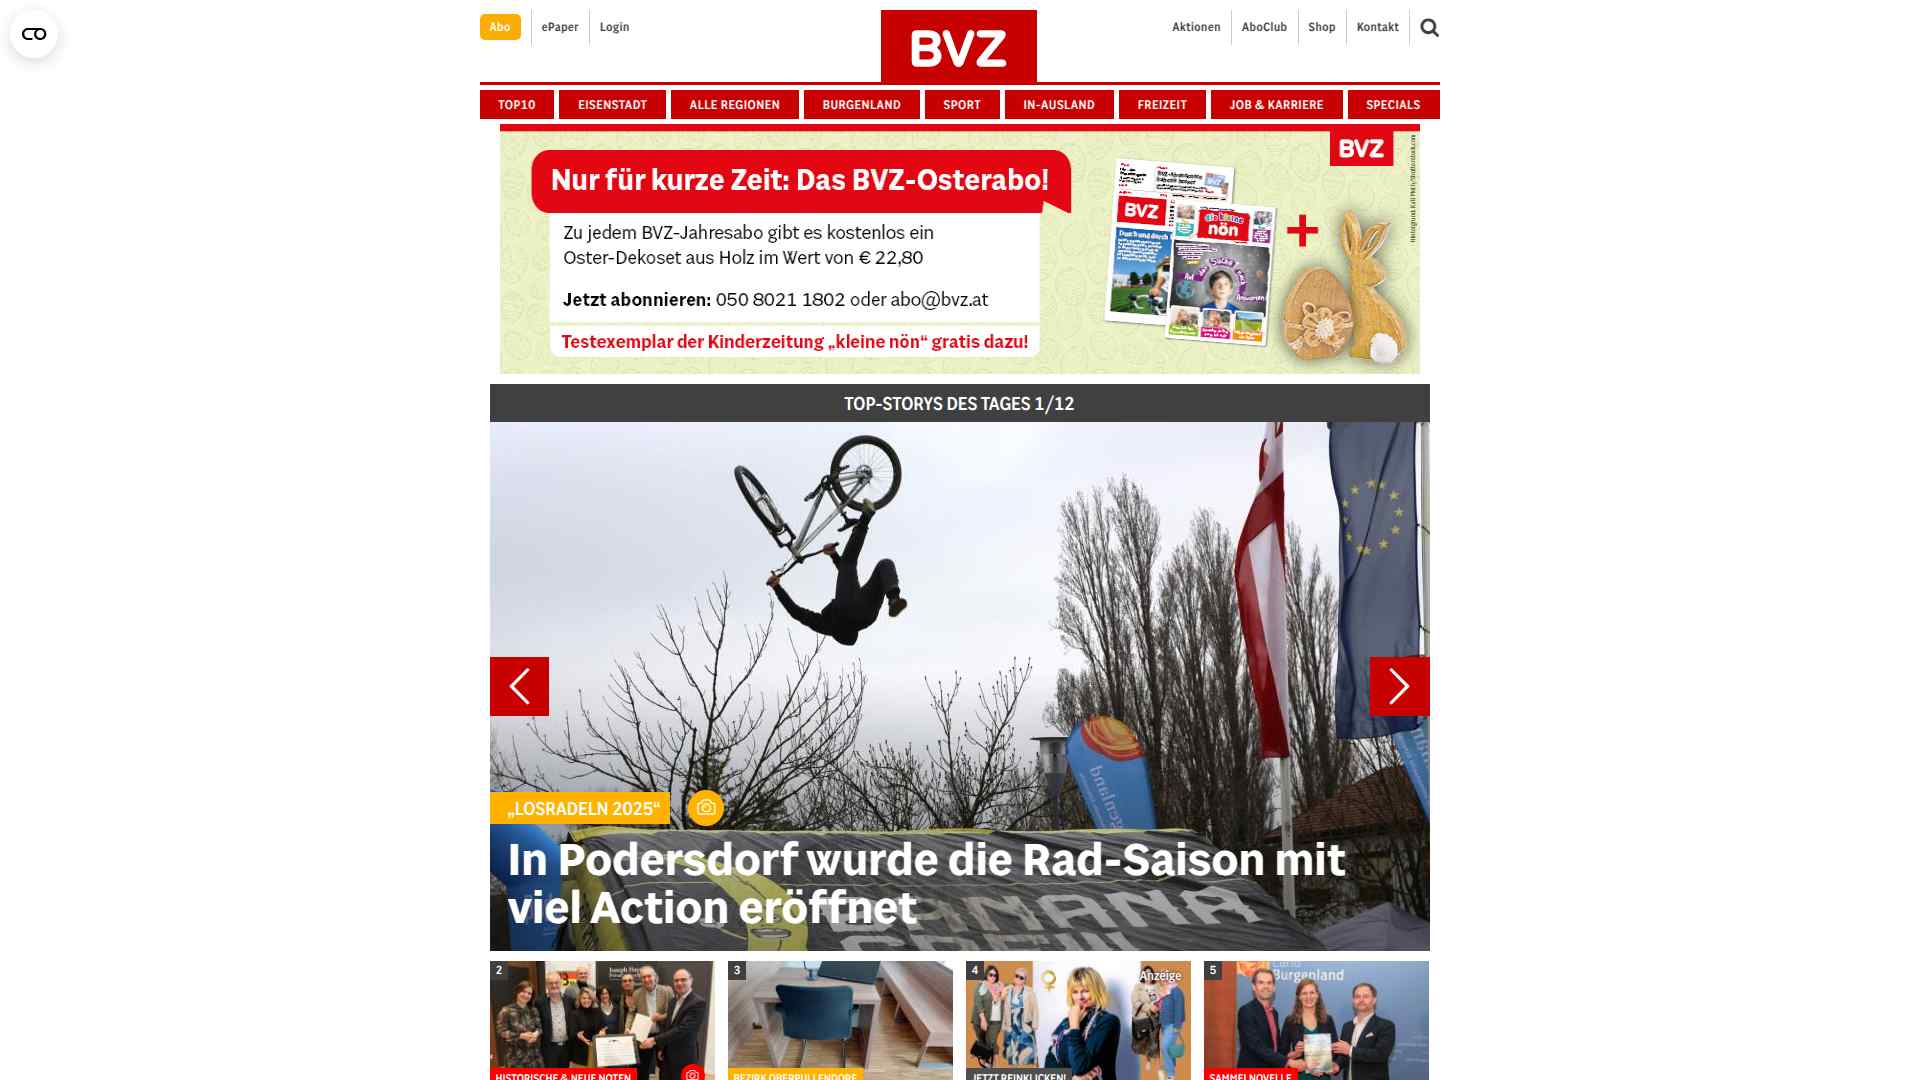 Abo
ePaper
Login
BVZ
Aktionen
AboClub
Shop
Kontakt
TOP10
EISENSTADT
ALLE REGIONEN
BURGENLAND
SPORT
IN-AUSLAND
FREIZEIT
JOB & KARRIERE
SPECIALS
Nur für kurze Zeit: Das BVZ-Osterabo!
Zu jedem BVZ-Jahresabo gibt es kostenlos ein
Oster-Dekoset aus Holz im Wert von € 22,80
Jetzt abonnieren: 050 8021 1802 oder abo@bvz.at
Testexemplar der Kinderzeitung „kleine nön“ gratis dazu!
BVZ
BVZ
die kleine
nön
+
TOP-STORYS DES TAGES 1/12
„LOSRADELN 2025“
In Podersdorf wurde die Rad-Saison mit
viel Action eröffnet
BANANA
2
HISTORISCHE & NEUE NOTEN
3
BEZIRK OBERPULLENDORF
4
Anzeige
JETZT REINKLICKEN!
5
Land
Burgenland
SAMMELNOVELLE